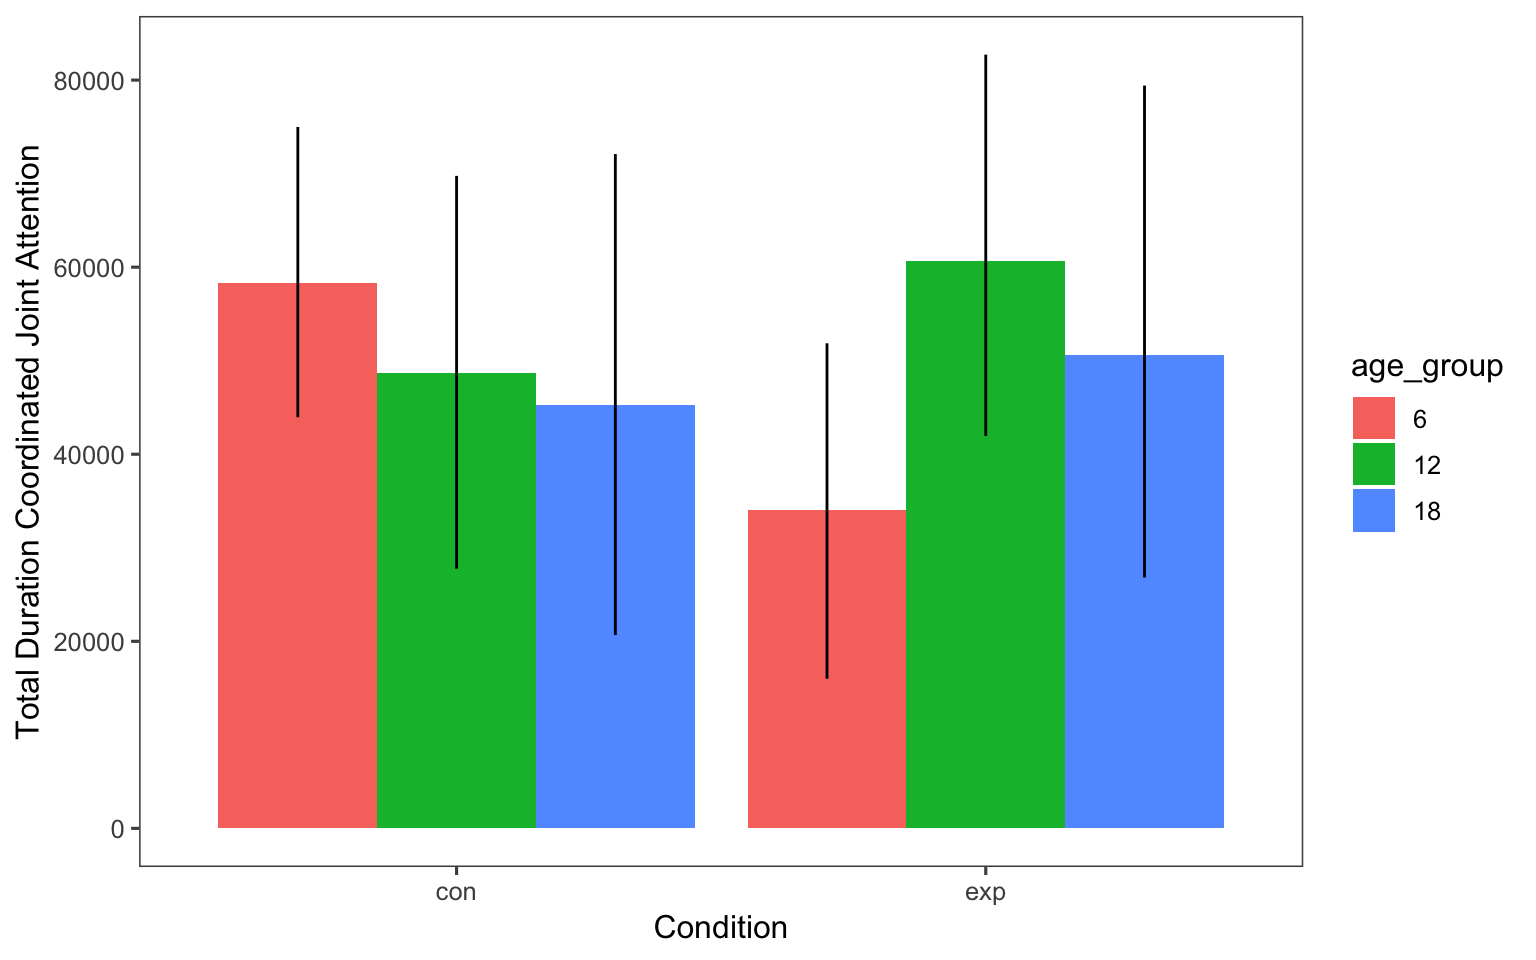 Total Duration Coordinated Joint Attention
80000
60000
40000
20000
0
con exp
Condition
age_group
6
12
18